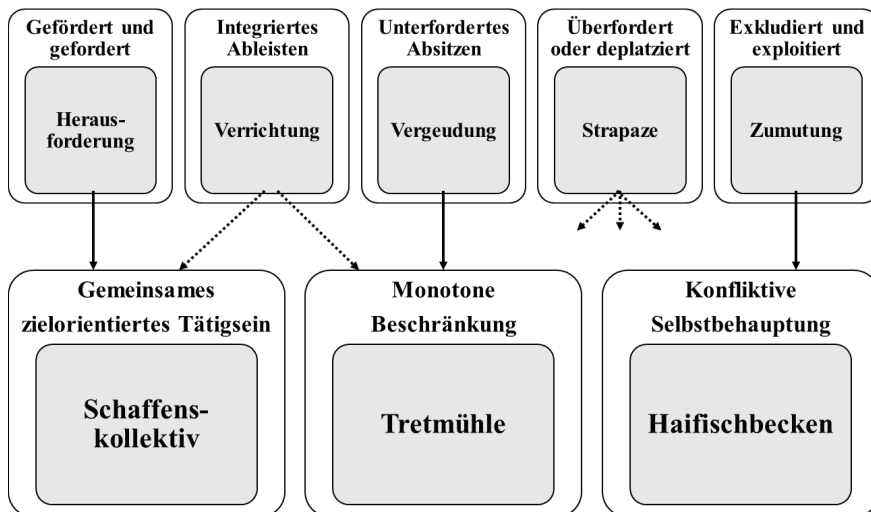 Gefördert und
gefordert
Heraus-
forderung
Integriertes
Ableisten
Verrichtung
Unterfordertes
Absitzen
Vergeudung
Überfordert
oder deplatziert
Strapaze
Exkludiert und
exploitiert
Zumutung
Gemeinsames
zielorientiertes Tätigsein
Schaffens-
kollektiv
Monotone
Beschränkung
Tretmühle
Konfliktive
Selbstbehauptung
Haifischbecken